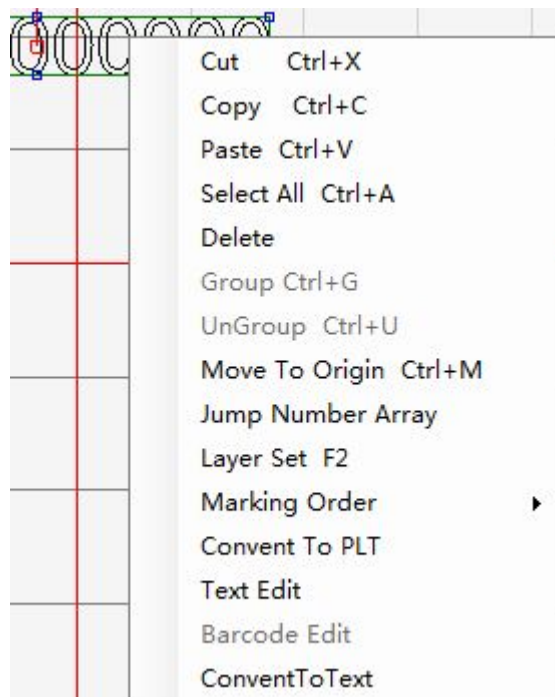 000000
Cut Ctrl+X
Copy Ctrl+C
Paste Ctrl+V
Select All Ctrl+A
Delete
Group Ctrl+G
UnGroup Ctrl+U
Move To Origin Ctrl+M
Jump Number Array
Layer Set F2
Marking Order
Convent To PLT
Text Edit
Barcode Edit
ConventToText